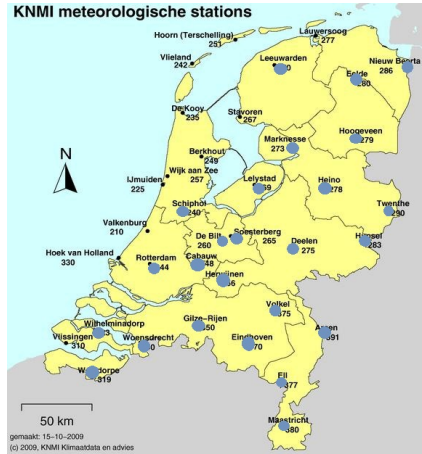 KNMI meteorologische stations
Hoorn (Terschelling)
251
Lauwersoog
277
Vlieland
242
Leeuwarden
Nieuw Beerta
286
Eelde
280
De Kooy
235
Stavoren
267
Hoogeveen
279
Marknesse
273
Berkhout
249
Wijk aan Zee
257
IJmuiden
225
Lelystad
Heino
278
Schiphol
240
Twenthe
290
Valkenburg
210
De Bilt
260
Soesterberg
265
Hupsel
283
Deelen
275
Hoek van Holland
330
Rotterdam
Cabauw
Herwijnen
Volkel
Gilze-Rijen
Wilhelminadorp
Arcen
Vlissingen
310
Woensdrecht
Eindhoven
Westdorpe
319
Ell
377
Maastricht
380
N
50 km
gemaakt: 15-10-2009
(c) 2009, KNMI Klimaatdata en advies